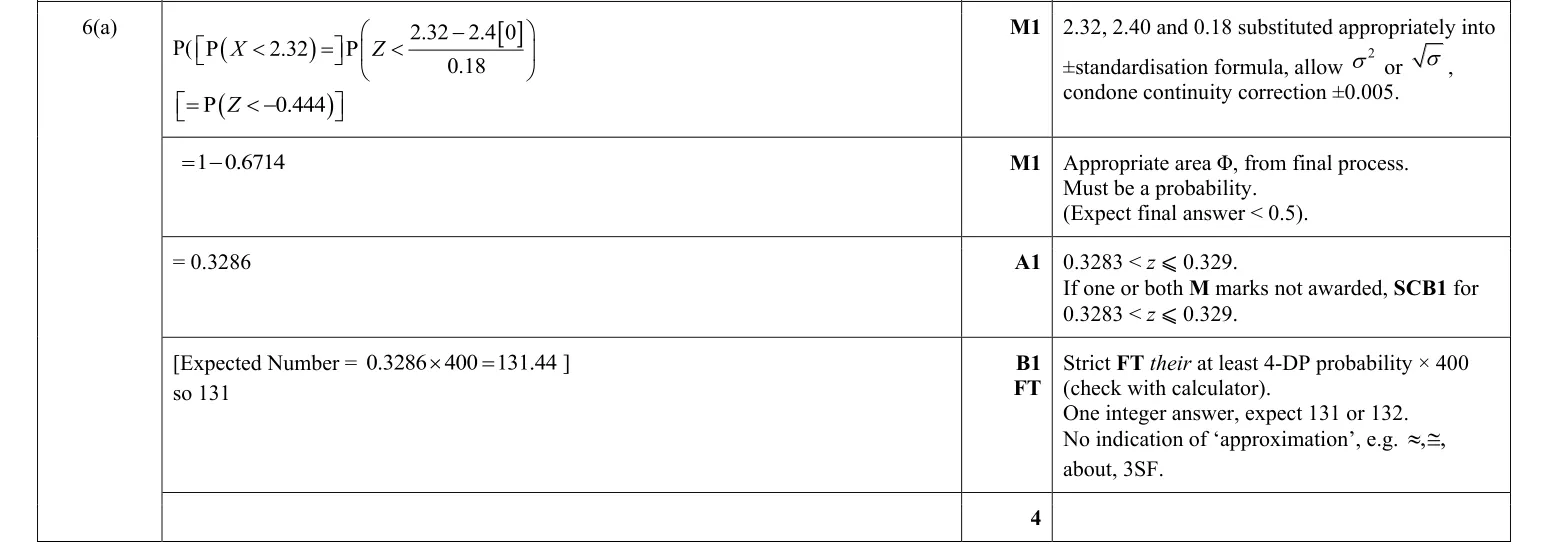 6(a)
P([P(X < 2.32) =]P(Z < (2.32 − 2.4[0]) / 0.18)
[= P(Z < −0.444)]
M1
2.32, 2.40 and 0.18 substituted appropriately into
±standardisation formula, allow σ² or √σ ,
condone continuity correction ±0.005.
=1−0.6714
M1
Appropriate area Φ, from final process.
Must be a probability.
(Expect final answer < 0.5).
= 0.3286
A1
0.3283 < z ⩽ 0.329.
If one or both M marks not awarded, SCB1 for
0.3283 < z ⩽ 0.329.
[Expected Number = 0.3286×400=131.44 ]
so 131
B1
FT
Strict FT their at least 4-DP probability × 400
(check with calculator).
One integer answer, expect 131 or 132.
No indication of ‘approximation’, e.g. ≈,≅,
about, 3SF.
4